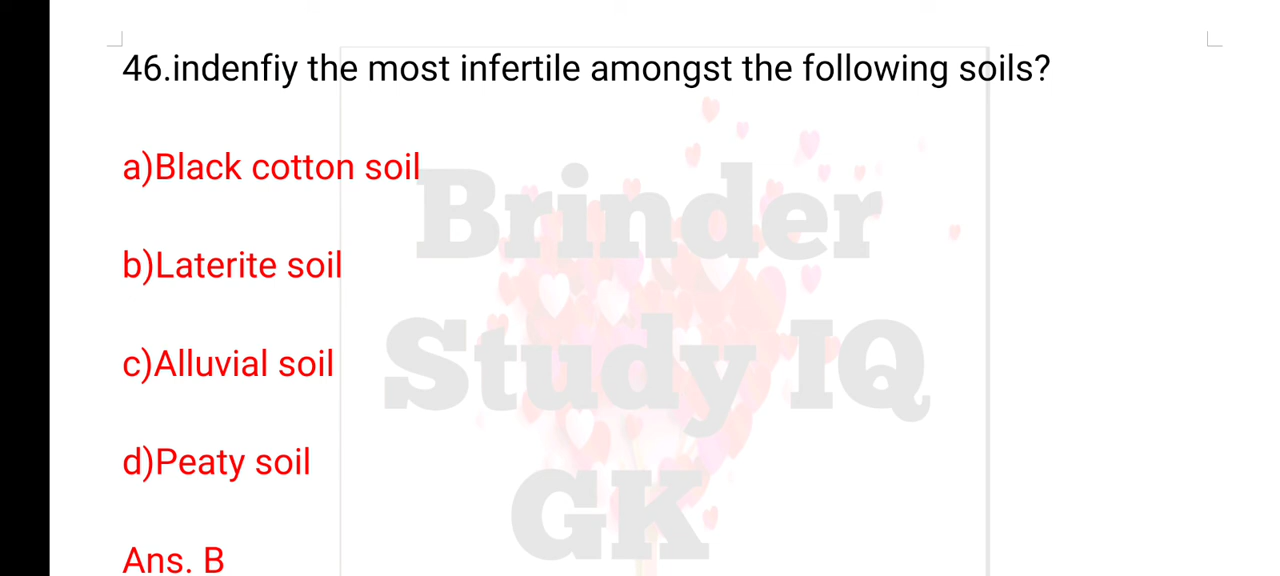 46.indenfiy the most infertile amongst the following soils?
a)Black cotton soil
b)Laterite soil
c)Alluvial soil
d)Peaty soil
Ans. B
Brinder
Study IQ
GK